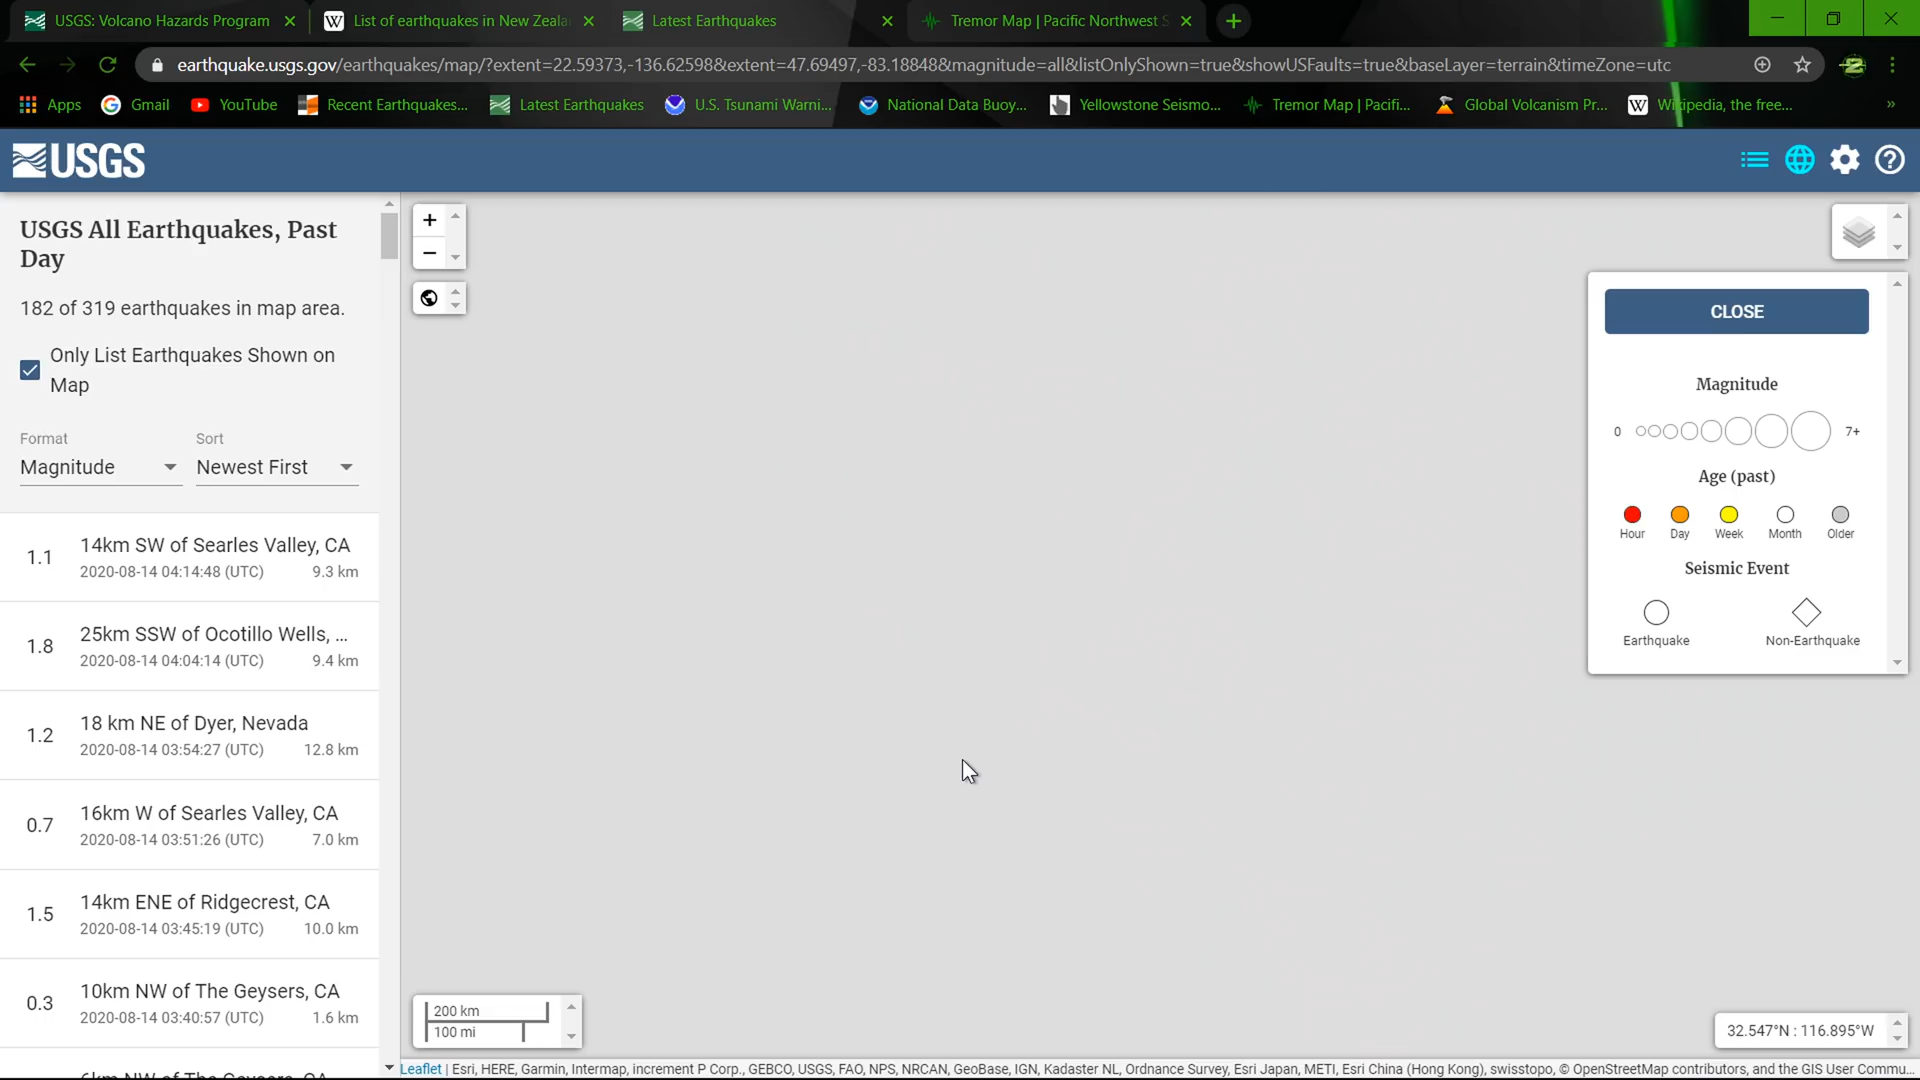 USGS: Volcano Hazards Program
List of earthquakes in New Zeala
Latest Earthquakes
Tremor Map | Pacific Northwest S
earthquake.usgs.gov/earthquakes/map/?extent=22.59373,-136.62598&extent=47.69497,-83.18848&magnitude=all&listOnlyShown=true&showUSFaults=true&baseLayer=terrain&timeZone=utc
Apps Gmail YouTube Recent Earthquakes... Latest Earthquakes U.S. Tsunami Warni... National Data Buoy... Yellowstone Seismo... Tremor Map | Pacifi... Global Volcanism Pr... Wikipedia, the free... »
USGS
USGS All Earthquakes, Past
Day
182 of 319 earthquakes in map area.
Only List Earthquakes Shown on
Map
Format Sort
Magnitude Newest First
1.1 14km SW of Searles Valley, CA
2020-08-14 04:14:48 (UTC) 9.3 km
1.8 25km SSW of Ocotillo Wells, ...
2020-08-14 04:04:14 (UTC) 9.4 km
1.2 18 km NE of Dyer, Nevada
2020-08-14 03:54:27 (UTC) 12.8 km
0.7 16km W of Searles Valley, CA
2020-08-14 03:51:26 (UTC) 7.0 km
1.5 14km ENE of Ridgecrest, CA
2020-08-14 03:45:19 (UTC) 10.0 km
0.3 10km NW of The Geysers, CA
2020-08-14 03:40:57 (UTC) 1.6 km
6km NW of The Geysers, CA
+
−
CLOSE
Magnitude
0 7+
Age (past)
Hour Day Week Month Older
Seismic Event
Earthquake Non-Earthquake
200 km
100 mi
32.547°N : 116.895°W
Leaflet | Esri, HERE, Garmin, Intermap, increment P Corp., GEBCO, USGS, FAO, NPS, NRCAN, GeoBase, IGN, Kadaster NL, Ordnance Survey, Esri Japan, METI, Esri China (Hong Kong), swisstopo, © OpenStreetMap contributors, and the GIS User Commu...